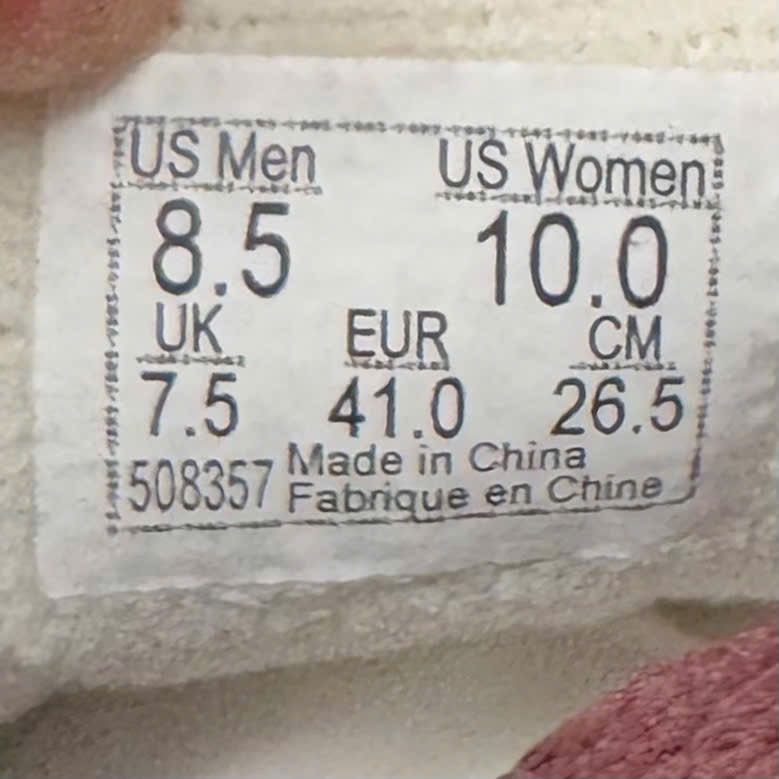 US Men US Women
8.5 10.0
UK EUR CM
7.5 41.0 26.5
508357 Made in China
Fabrique en Chine